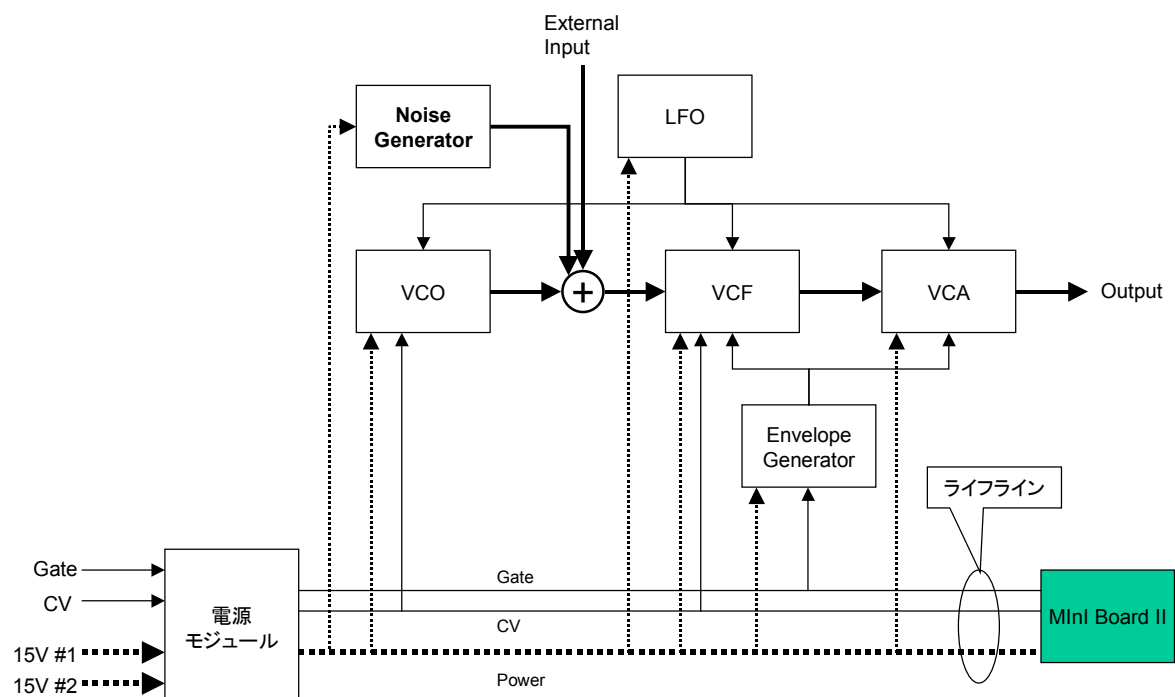 External
Input
Noise
Generator
LFO
VCO
+
VCF
VCA
Output
Envelope
Generator
ライフライン
Gate
CV
15V #1
15V #2
電源
モジュール
Gate
CV
Power
MInI Board II